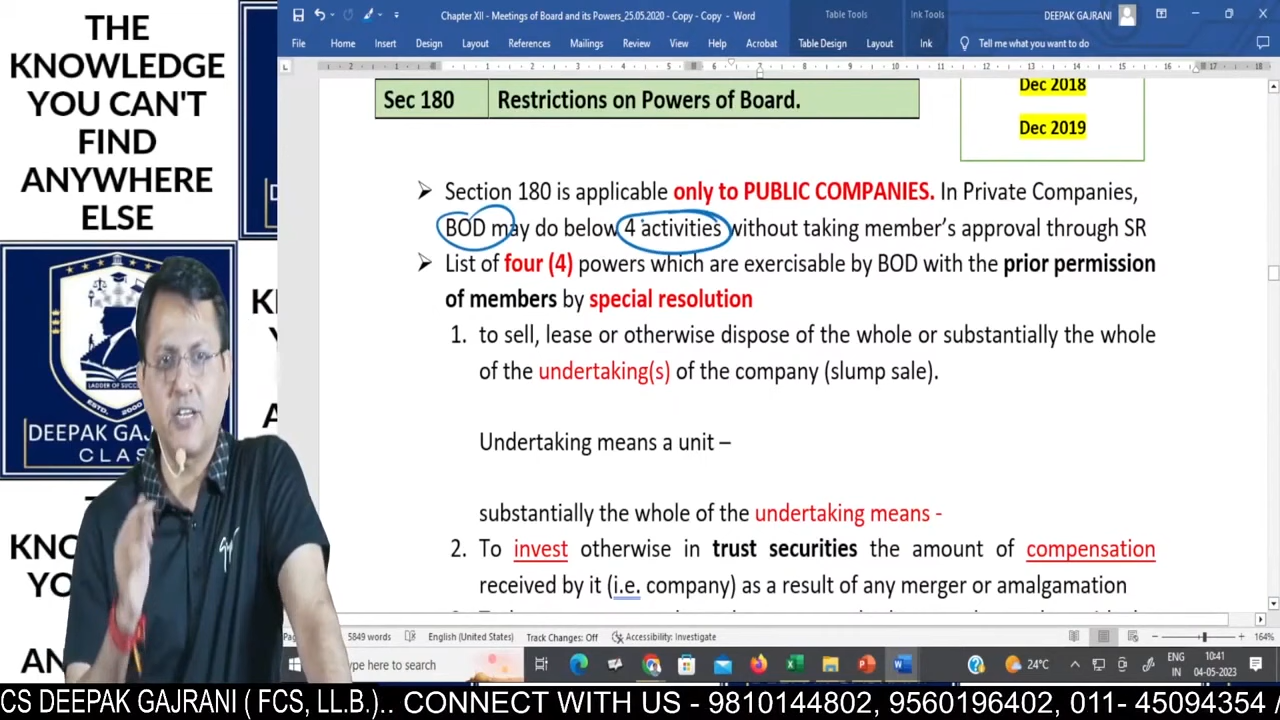 THE
KNOWLEDGE
YOU CAN'T
FIND
ANYWHERE
ELSE
LADDER OF SUCCE
ESTD. 2000
DEEPAK GAJ
CLAS
Chapter XII - Meetings of Board and its Powers_25.05.2020 - Copy - Copy - Word
Table Tools
Ink Tools
DEEPAK GAJRANI
File
Home
Insert
Design
Layout
References
Mailings
Review
View
Help
Acrobat
Table Design
Layout
Ink
Tell me what you want to do
Sec 180
Restrictions on Powers of Board.
Dec 2018
Dec 2019
Section 180 is applicable only to PUBLIC COMPANIES. In Private Companies,
BOD may do below 4 activities without taking member's approval through SR
List of four (4) powers which are exercisable by BOD with the prior permission
of members by special resolution
1. to sell, lease or otherwise dispose of the whole or substantially the whole
of the undertaking(s) of the company (slump sale).
Undertaking means a unit –
substantially the whole of the undertaking means -
2. To invest otherwise in trust securities the amount of compensation
received by it (i.e. company) as a result of any merger or amalgamation
5849 words
English (United States)
Track Changes: Off
Accessibility: Investigate
164%
ype here to search
24°C
ENG
IN
10:41
04-05-2023
CS DEEPAK GAJRANI ( FCS, LL.B.).. CONNECT WITH US - 9810144802, 9560196402, 011- 45094354 /